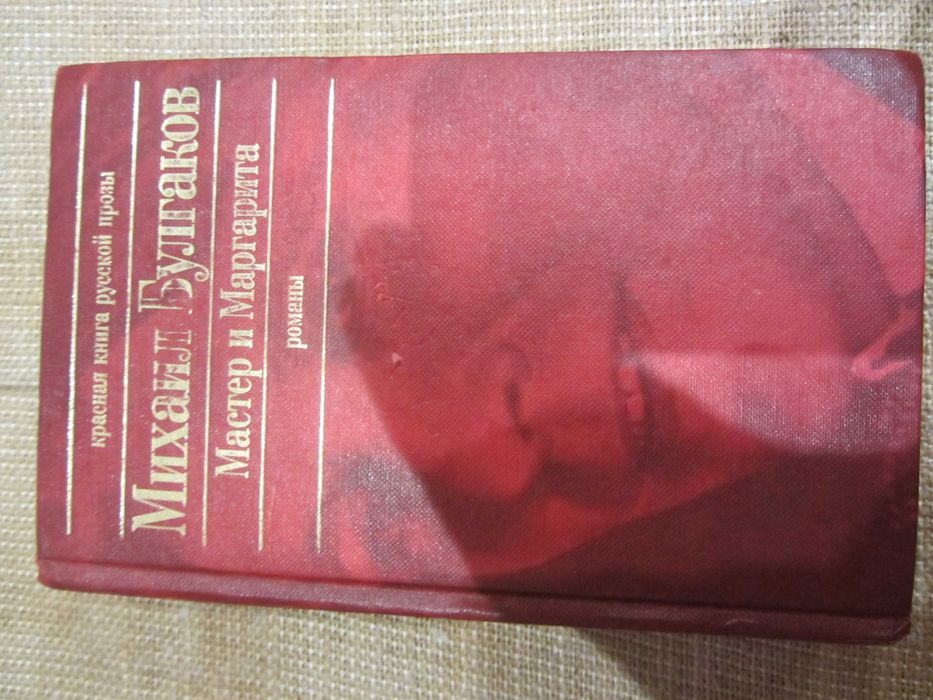 красная книга русской прозы
Михаил Булгаков
Мастер и Маргарита
романы